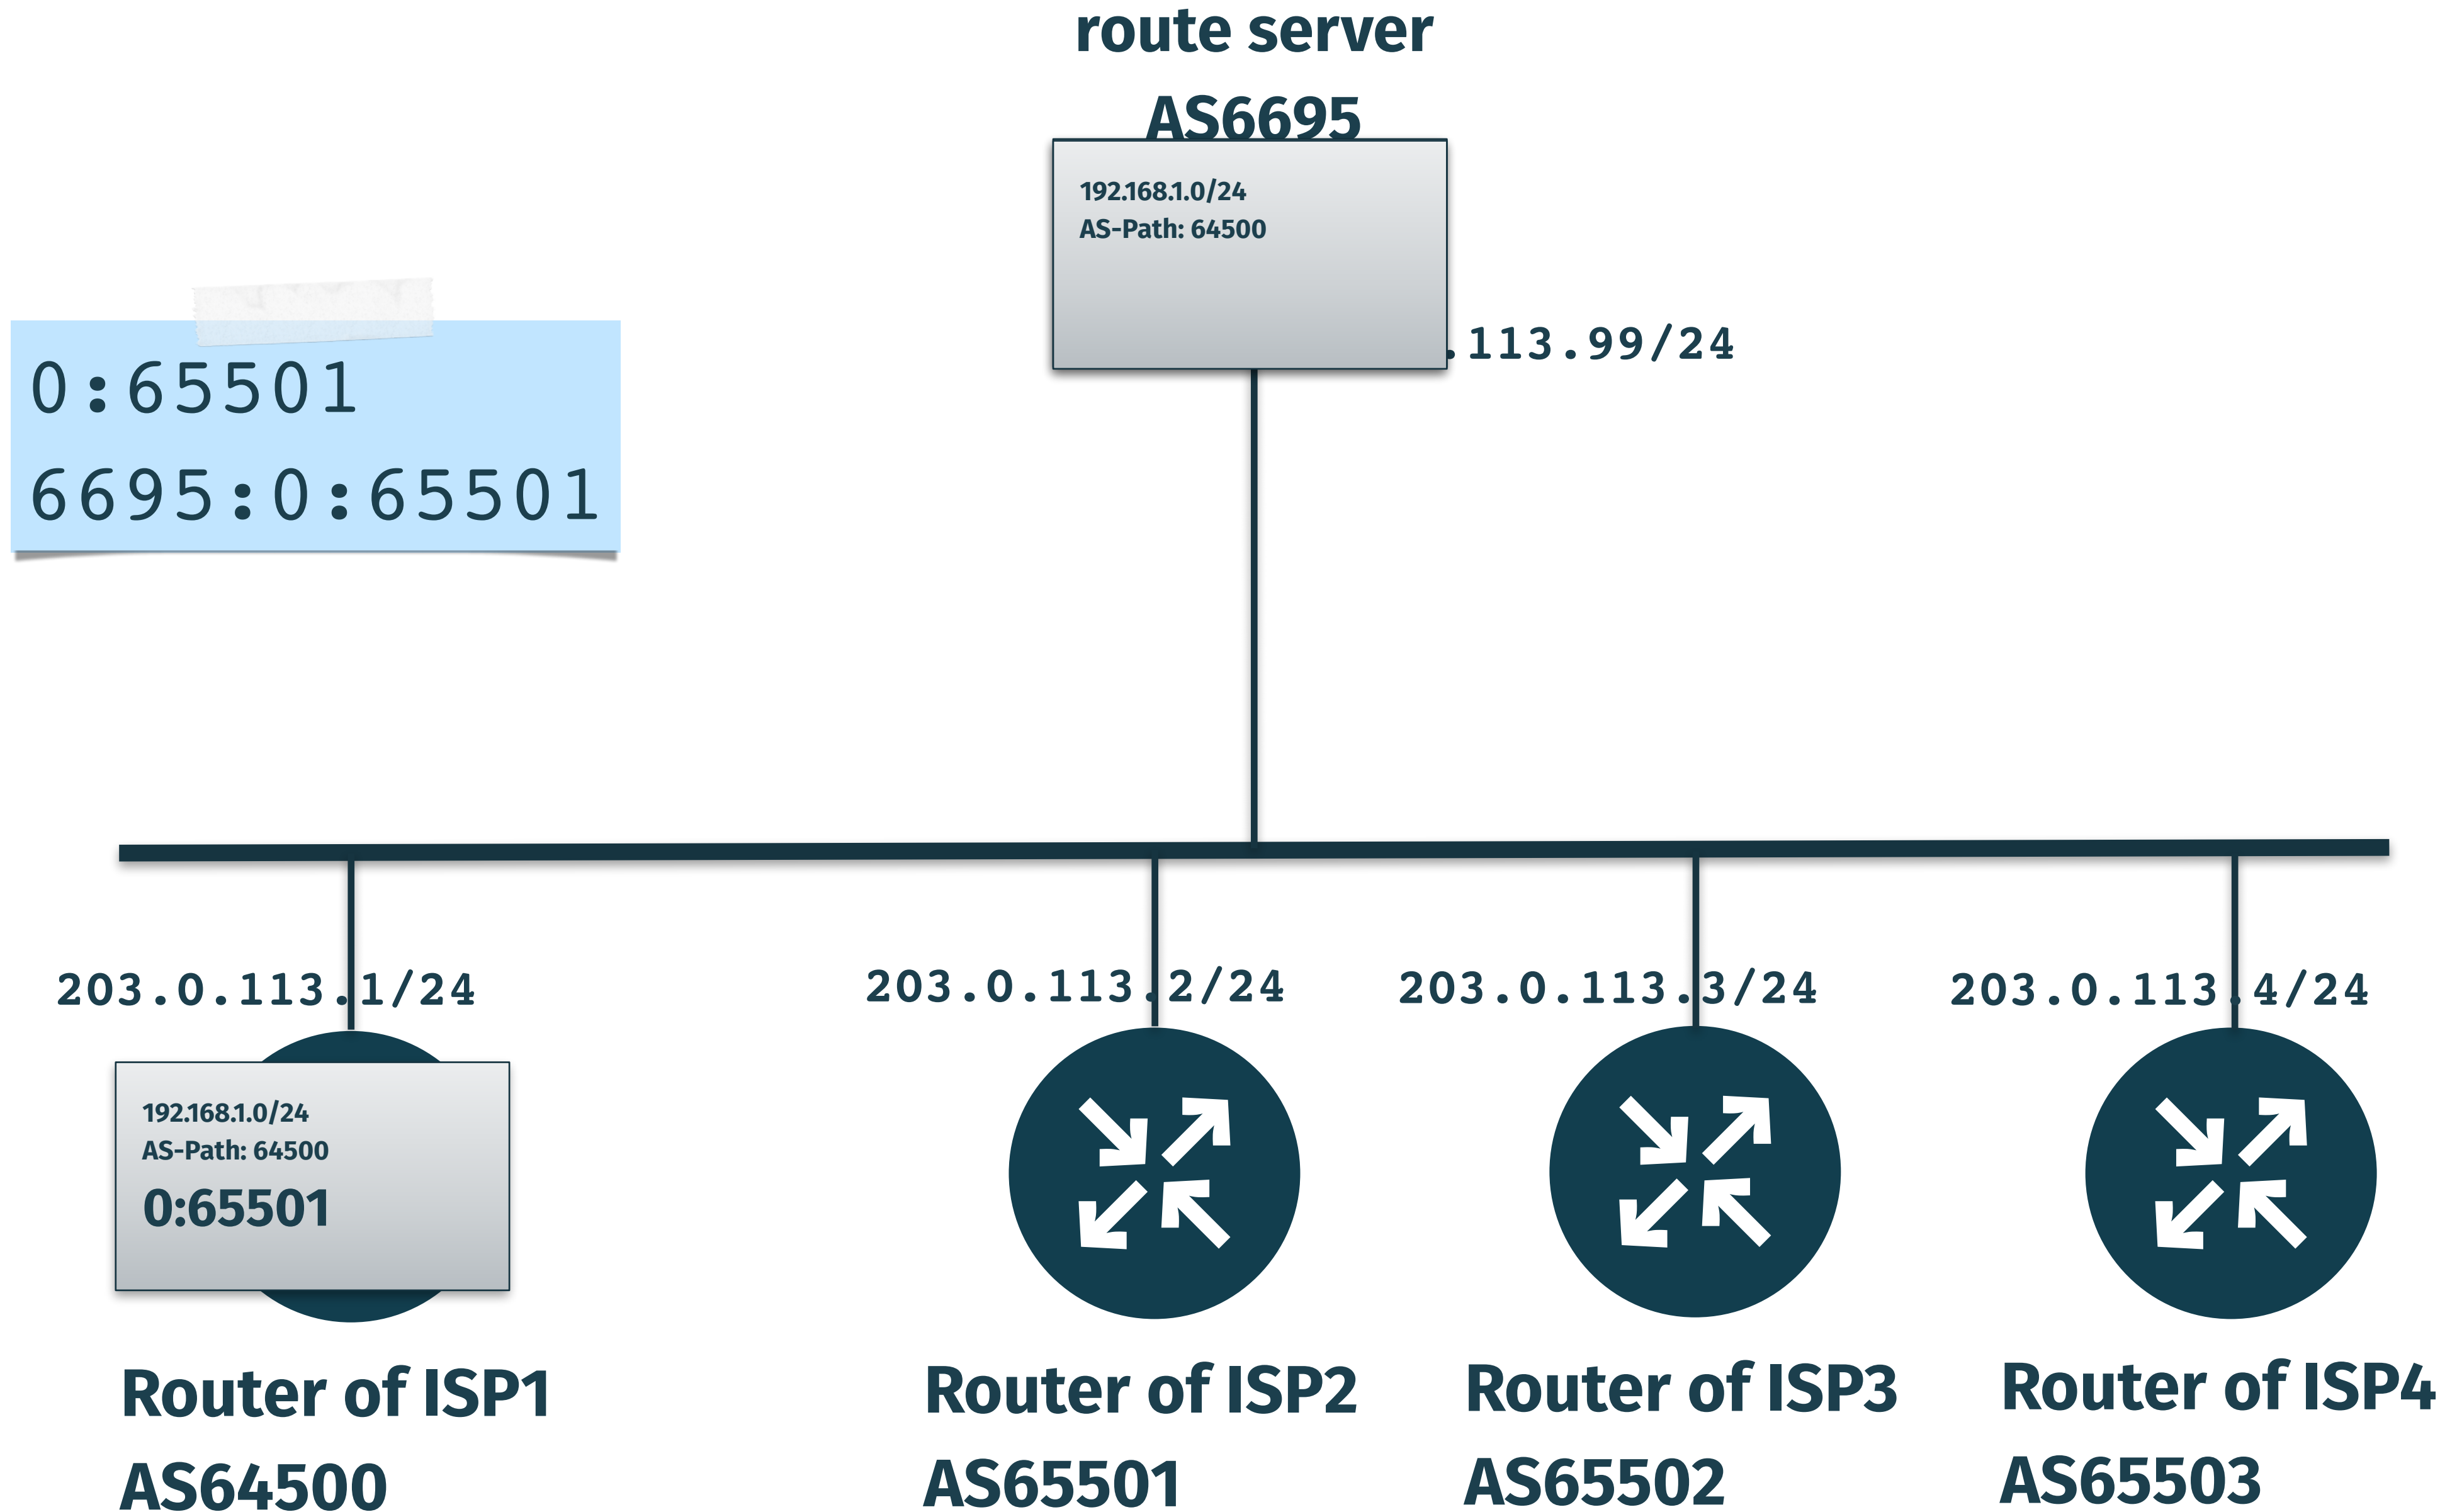 route server
AS6695
192.168.1.0/24
AS-Path: 64500
.113.99/24
0:65501
6695:0:65501
203.0.113.1/24
203.0.113.2/24
203.0.113.3/24
203.0.113.4/24
192.168.1.0/24
AS-Path: 64500
0:65501
Router of ISP1
AS64500
Router of ISP2
AS65501
Router of ISP3
AS65502
Router of ISP4
AS65503